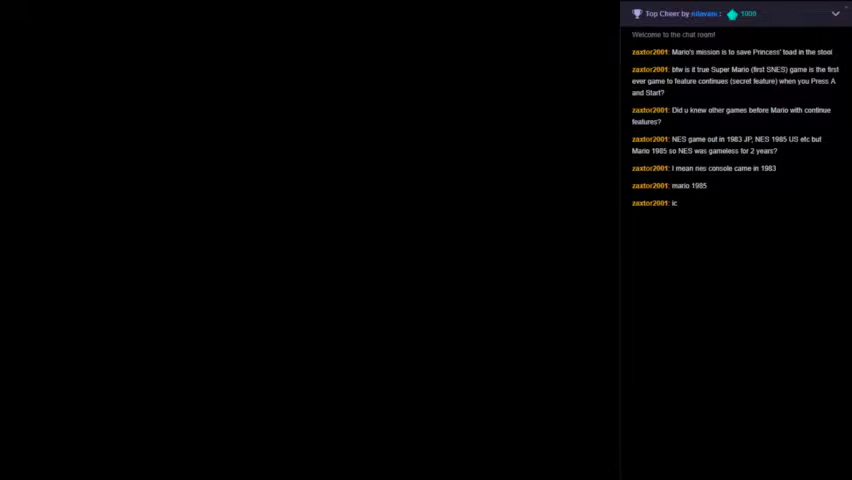 Top Cheer by nilavam : 1000
Welcome to the chat room!
zaxtor2001: Mario's mission is to save Princess' toad in the stool
zaxtor2001: btw is it true Super Mario (first SNES) game is the first
ever game to feature continues (secret feature) when you Press A
and Start?
zaxtor2001: Did u knew other games before Mario with continue
features?
zaxtor2001: NES game out in 1983 JP, NES 1985 US etc but
Mario 1985 so NES was gameless for 2 years?
zaxtor2001: I mean nes console came in 1983
zaxtor2001: mario 1985
zaxtor2001: ic